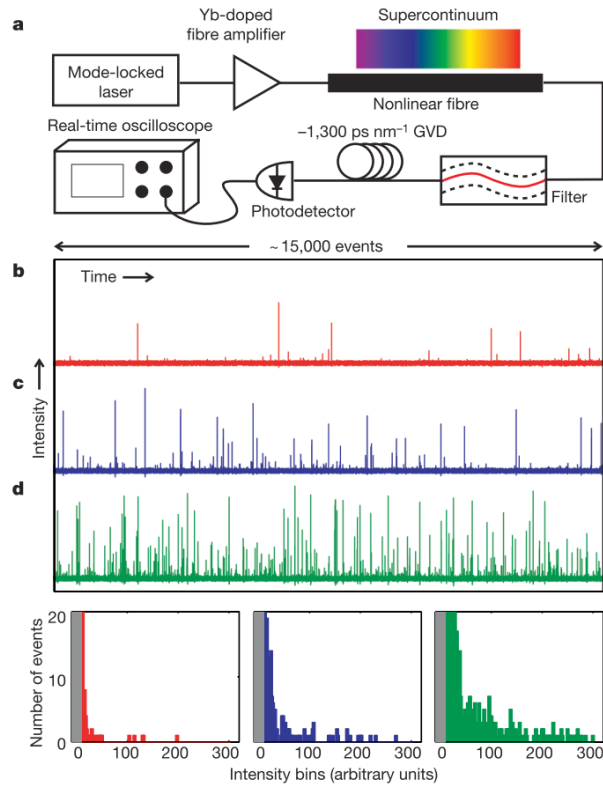 a
Yb-doped
fibre amplifier
Supercontinuum
Mode-locked
laser
Nonlinear fibre
Real-time oscilloscope
–1,300 ps nm⁻¹ GVD
Photodetector
Filter
~15,000 events
b
Time
c
Intensity
d
Number of events
20
10
0
0 100 200 300
0 100 200 300
0 100 200 300
Intensity bins (arbitrary units)